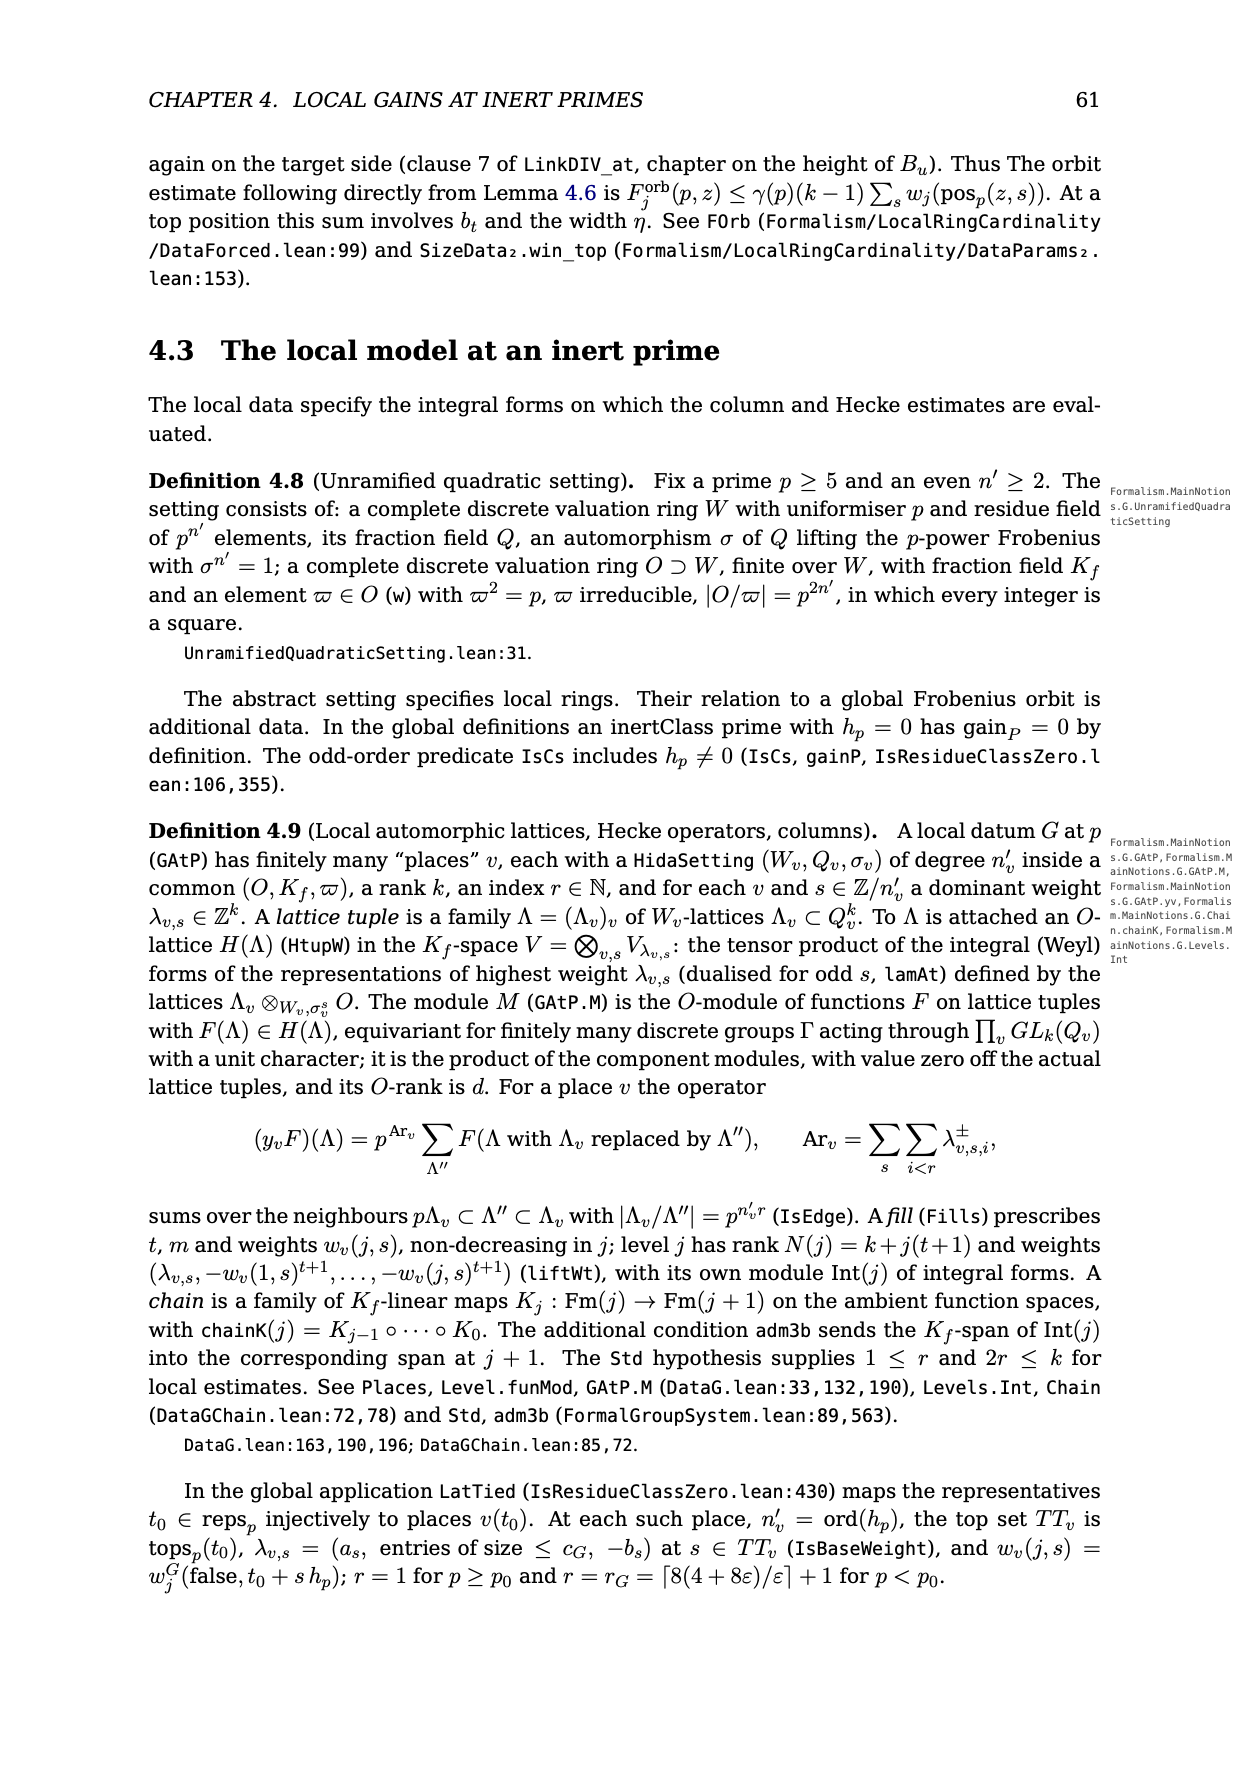 CHAPTER 4. LOCAL GAINS AT INERT PRIMES 61
again on the target side (clause 7 of LinkDIV_at, chapter on the height of B_u). Thus The orbit
estimate following directly from Lemma 4.6 is F_j^orb(p, z) ≤ γ(p)(k − 1) ∑_s w_j(pos_p(z, s)). At a
top position this sum involves b_t and the width η. See FOrb (Formalism/LocalRingCardinality
/DataForced.lean:99) and SizeData₂.win_top (Formalism/LocalRingCardinality/DataParams₂.
lean:153).
4.3 The local model at an inert prime
The local data specify the integral forms on which the column and Hecke estimates are eval-
uated.
Definition 4.8 (Unramified quadratic setting). Fix a prime p ≥ 5 and an even n′ ≥ 2. The
setting consists of: a complete discrete valuation ring W with uniformiser p and residue field
of p^{n′} elements, its fraction field Q, an automorphism σ of Q lifting the p-power Frobenius
with σ^{n′} = 1; a complete discrete valuation ring O ⊃ W, finite over W, with fraction field K_f
and an element ϖ ∈ O (w) with ϖ² = p, ϖ irreducible, |O/ϖ| = p^{2n′}, in which every integer is
a square.
UnramifiedQuadraticSetting.lean:31.
Formalism.MainNotion
s.G.UnramifiedQuadra
ticSetting
The abstract setting specifies local rings. Their relation to a global Frobenius orbit is
additional data. In the global definitions an inertClass prime with h_p = 0 has gain_P = 0 by
definition. The odd-order predicate IsCs includes h_p ≠ 0 (IsCs, gainP, IsResidueClassZero.l
ean:106,355).
Definition 4.9 (Local automorphic lattices, Hecke operators, columns). A local datum G at p
(GAtP) has finitely many “places” v, each with a HidaSetting (W_v, Q_v, σ_v) of degree n′_v inside a
common (O, K_f, ϖ), a rank k, an index r ∈ ℕ, and for each v and s ∈ ℤ/n′_v a dominant weight
λ_{v,s} ∈ ℤ^k. A lattice tuple is a family Λ = (Λ_v)_v of W_v-lattices Λ_v ⊂ Q_v^k. To Λ is attached an O-
lattice H(Λ) (HtupW) in the K_f-space V = ⨂_{v,s} V_{λ_{v,s}}: the tensor product of the integral (Weyl)
forms of the representations of highest weight λ_{v,s} (dualised for odd s, lamAt) defined by the
lattices Λ_v ⊗_{W_v,σ_v^s} O. The module M (GAtP.M) is the O-module of functions F on lattice tuples
with F(Λ) ∈ H(Λ), equivariant for finitely many discrete groups Γ acting through ∏_v GL_k(Q_v)
with a unit character; it is the product of the component modules, with value zero off the actual
lattice tuples, and its O-rank is d. For a place v the operator
Formalism.MainNotion
s.G.GAtP,Formalism.M
ainNotions.G.GAtP.M,
Formalism.MainNotion
s.G.GAtP.yv,Formalis
m.MainNotions.G.Chai
n.chainK,Formalism.M
ainNotions.G.Levels.
Int
(y_v F)(Λ) = p^{Ar_v} ∑_{Λ″} F(Λ with Λ_v replaced by Λ″), Ar_v = ∑_s ∑_{i<r} λ^±_{v,s,i},
sums over the neighbours pΛ_v ⊂ Λ″ ⊂ Λ_v with |Λ_v/Λ″| = p^{n′_v r} (IsEdge). A fill (Fills) prescribes
t, m and weights w_v(j, s), non-decreasing in j; level j has rank N(j) = k + j(t+1) and weights
(λ_{v,s}, −w_v(1, s)^{t+1}, . . . , −w_v(j, s)^{t+1}) (liftWt), with its own module Int(j) of integral forms. A
chain is a family of K_f-linear maps K_j : Fm(j) → Fm(j + 1) on the ambient function spaces,
with chainK(j) = K_{j−1} ∘ ⋯ ∘ K_0. The additional condition adm3b sends the K_f-span of Int(j)
into the corresponding span at j + 1. The Std hypothesis supplies 1 ≤ r and 2r ≤ k for
local estimates. See Places, Level.funMod, GAtP.M (DataG.lean:33,132,190), Levels.Int, Chain
(DataGChain.lean:72,78) and Std, adm3b (FormalGroupSystem.lean:89,563).
DataG.lean:163,190,196; DataGChain.lean:85,72.
In the global application LatTied (IsResidueClassZero.lean:430) maps the representatives
t_0 ∈ reps_p injectively to places v(t_0). At each such place, n′_v = ord(h_p), the top set TT_v is
tops_p(t_0), λ_{v,s} = (a_s, entries of size ≤ c_G, −b_s) at s ∈ TT_v (IsBaseWeight), and w_v(j, s) =
w_j^G(false, t_0 + s h_p); r = 1 for p ≥ p_0 and r = r_G = ⌈8(4 + 8ε)/ε⌉ + 1 for p < p_0.